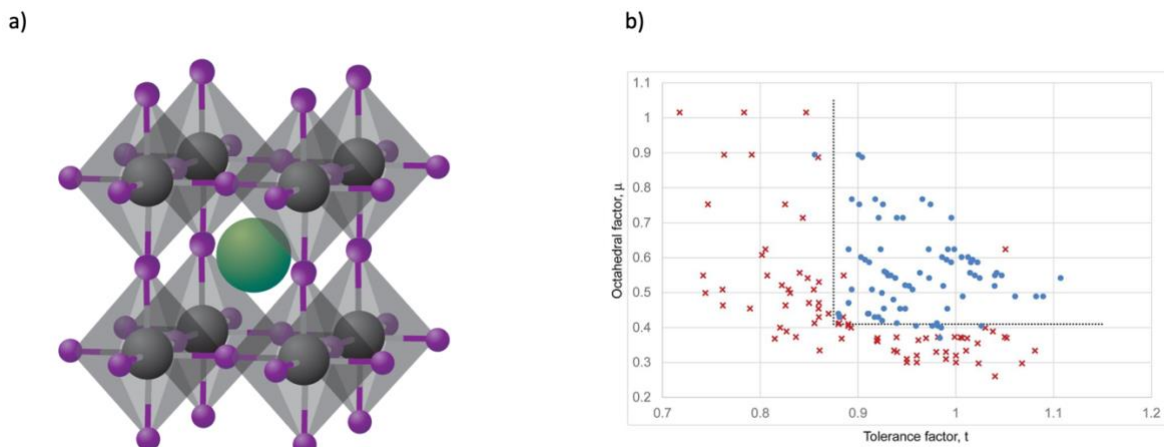 a)
b)
1.1
1
0.9
0.8
0.7
0.6
0.5
0.4
0.3
0.2
Octahedral factor, μ
0.7 0.8 0.9 1 1.1 1.2
Tolerance factor, t